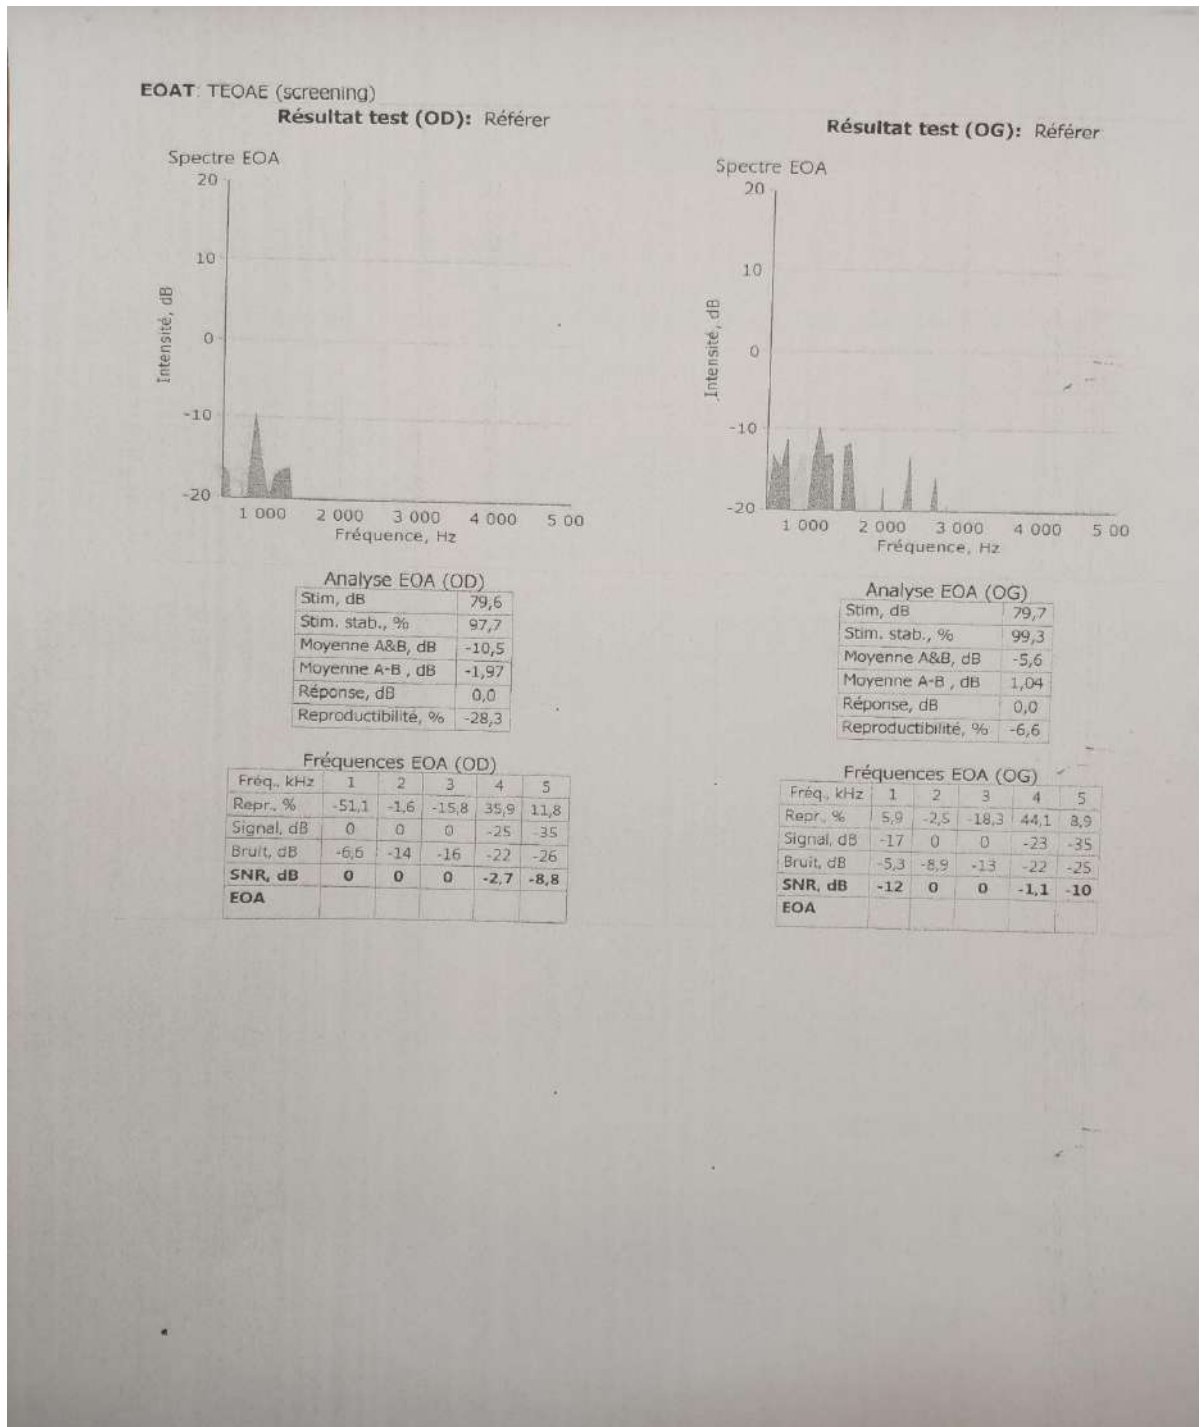 EOAT: TEOAE (screening)
Résultat test (OD): Référer
Spectre EOA
20
10
0
-10
-20
Intensité, dB
1 000 2 000 3 000 4 000 5 00
Fréquence, Hz
Analyse EOA (OD)
Stim, dB 79,6
Stim. stab., % 97,7
Moyenne A&B, dB -10,5
Moyenne A-B , dB -1,97
Réponse, dB 0,0
Reproductibilité, % -28,3
Fréquences EOA (OD)
Fréq., kHz 1 2 3 4 5
Repr., % -51,1 -1,6 -15,8 35,9 11,8
Signal, dB 0 0 0 -25 -35
Bruit, dB -6,6 -14 -16 -22 -26
SNR, dB 0 0 0 -2,7 -8,8
EOA
Résultat test (OG): Référer
Spectre EOA
20
10
0
-10
-20
Intensité, dB
1 000 2 000 3 000 4 000 5 00
Fréquence, Hz
Analyse EOA (OG)
Stim, dB 79,7
Stim. stab., % 99,3
Moyenne A&B, dB -5,6
Moyenne A-B , dB 1,04
Réponse, dB 0,0
Reproductibilité, % -6,6
Fréquences EOA (OG)
Fréq., kHz 1 2 3 4 5
Repr., % 5,9 -2,5 -18,3 44,1 8,9
Signal, dB -17 0 0 -23 -35
Bruit, dB -5,3 -8,9 -13 -22 -25
SNR, dB -12 0 0 -1,1 -10
EOA